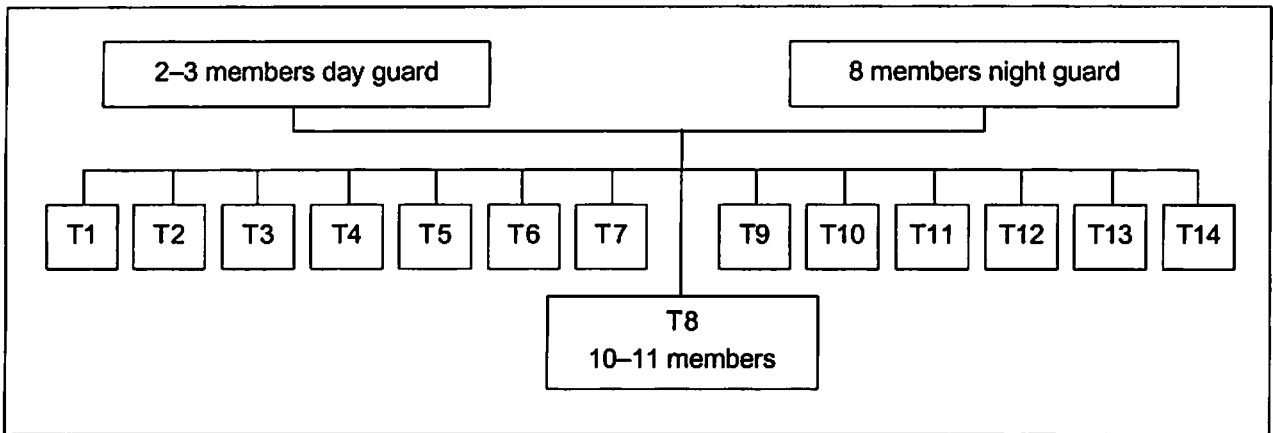 2–3 members day guard
8 members night guard
T1 T2 T3 T4 T5 T6 T7 T9 T10 T11 T12 T13 T14
T8
10–11 members